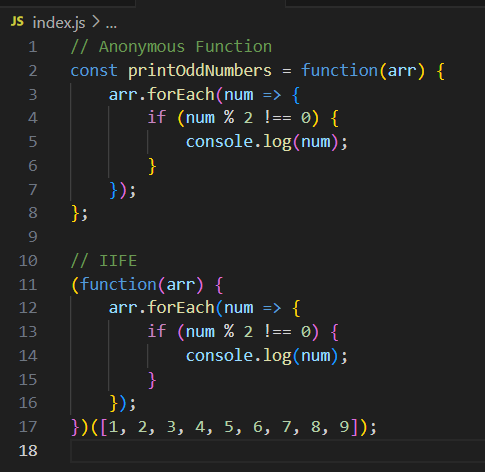 JS index.js > ...
1 // Anonymous Function
2 const printOddNumbers = function(arr) {
3     arr.forEach(num => {
4         if (num % 2 !== 0) {
5             console.log(num);
6         }
7     });
8 };
9
10 // IIFE
11 (function(arr) {
12     arr.forEach(num => {
13         if (num % 2 !== 0) {
14             console.log(num);
15         }
16     });
17 })([1, 2, 3, 4, 5, 6, 7, 8, 9]);
18